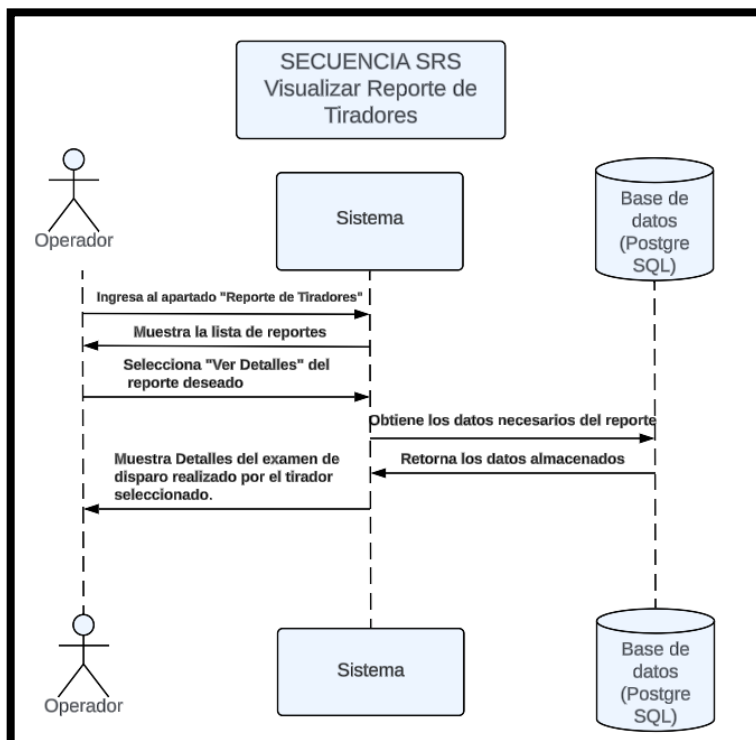 SECUENCIA SRS
Visualizar Reporte de
Tiradores
Operador
Sistema
Base de
datos
(Postgre
SQL)
Ingresa al apartado "Reporte de Tiradores"
Muestra la lista de reportes
Selecciona "Ver Detalles" del
reporte deseado
Obtiene los datos necesarios del reporte
Retorna los datos almacenados
Muestra Detalles del examen de
disparo realizado por el tirador
seleccionado.
Operador
Sistema
Base de
datos
(Postgre
SQL)